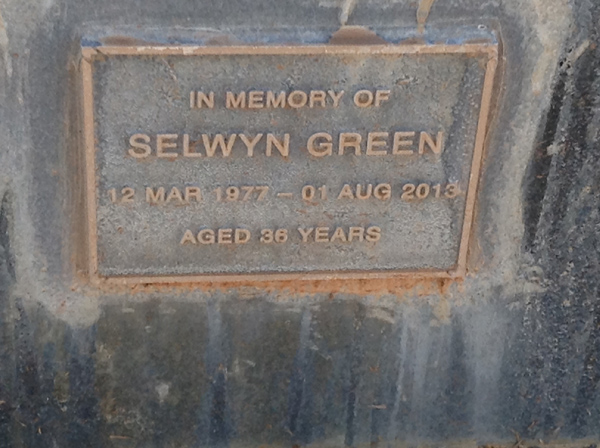 IN MEMORY OF
SELWYN GREEN
12 MAR 1977 – 01 AUG 2013
AGED 36 YEARS